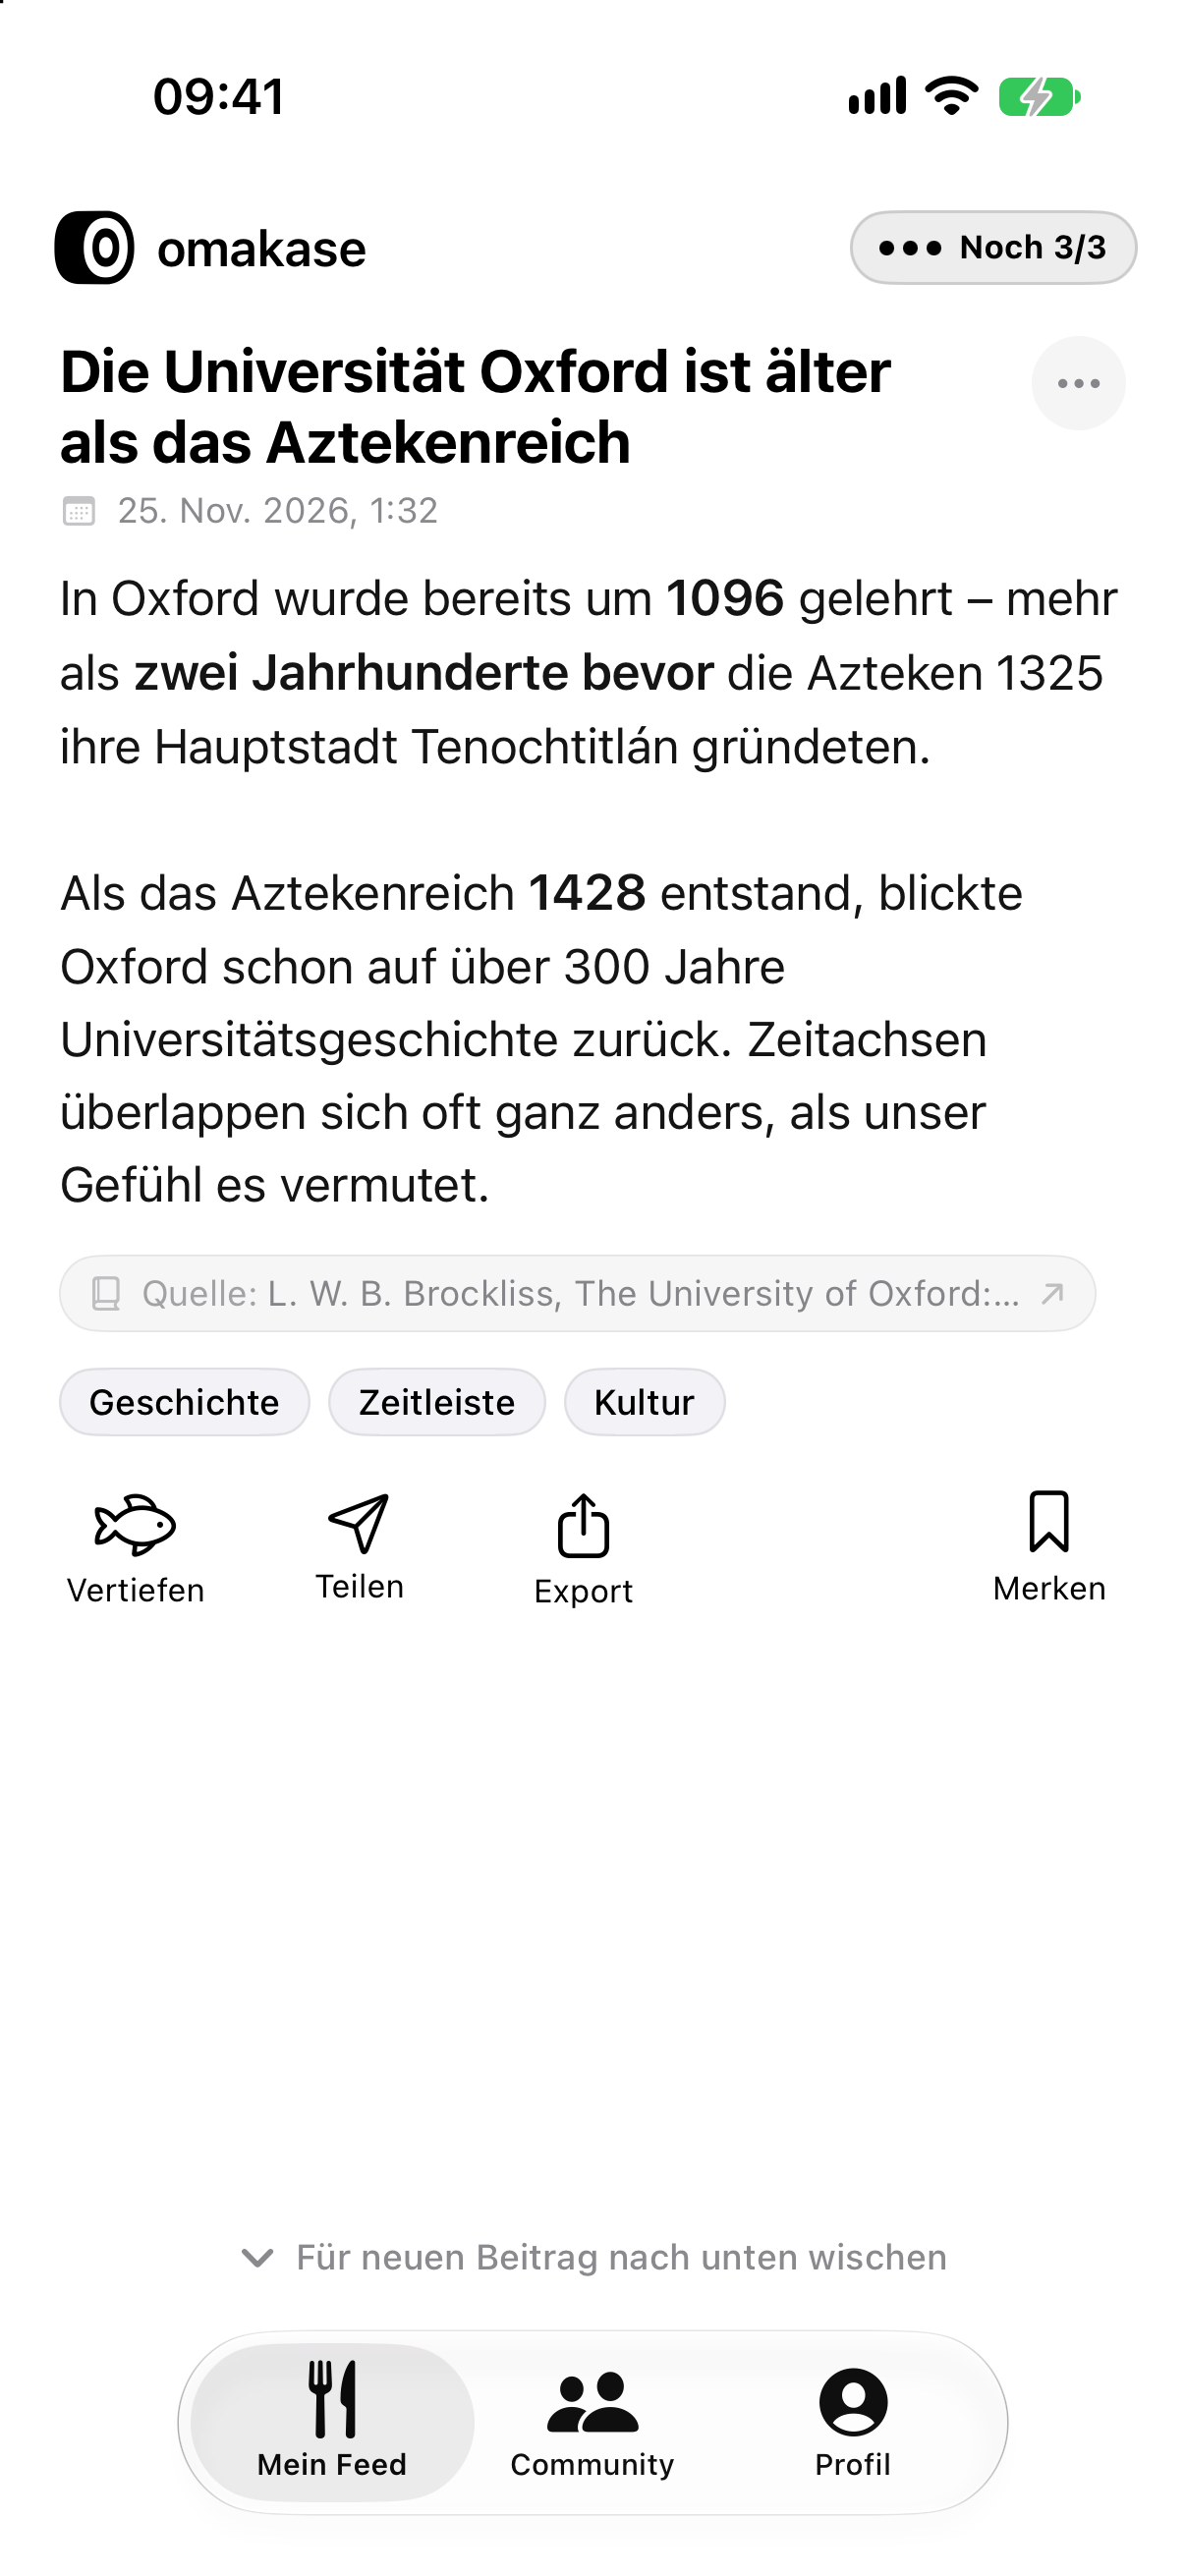 09:41
omakase
Noch 3/3
Die Universität Oxford ist älter
als das Aztekenreich
25. Nov. 2026, 1:32
In Oxford wurde bereits um 1096 gelehrt – mehr
als zwei Jahrhunderte bevor die Azteken 1325
ihre Hauptstadt Tenochtitlán gründeten.
Als das Aztekenreich 1428 entstand, blickte
Oxford schon auf über 300 Jahre
Universitätsgeschichte zurück. Zeitachsen
überlappen sich oft ganz anders, als unser
Gefühl es vermutet.
Quelle: L. W. B. Brockliss, The University of Oxford:...
Geschichte Zeitleiste Kultur
Vertiefen Teilen Export Merken
Für neuen Beitrag nach unten wischen
Mein Feed Community Profil